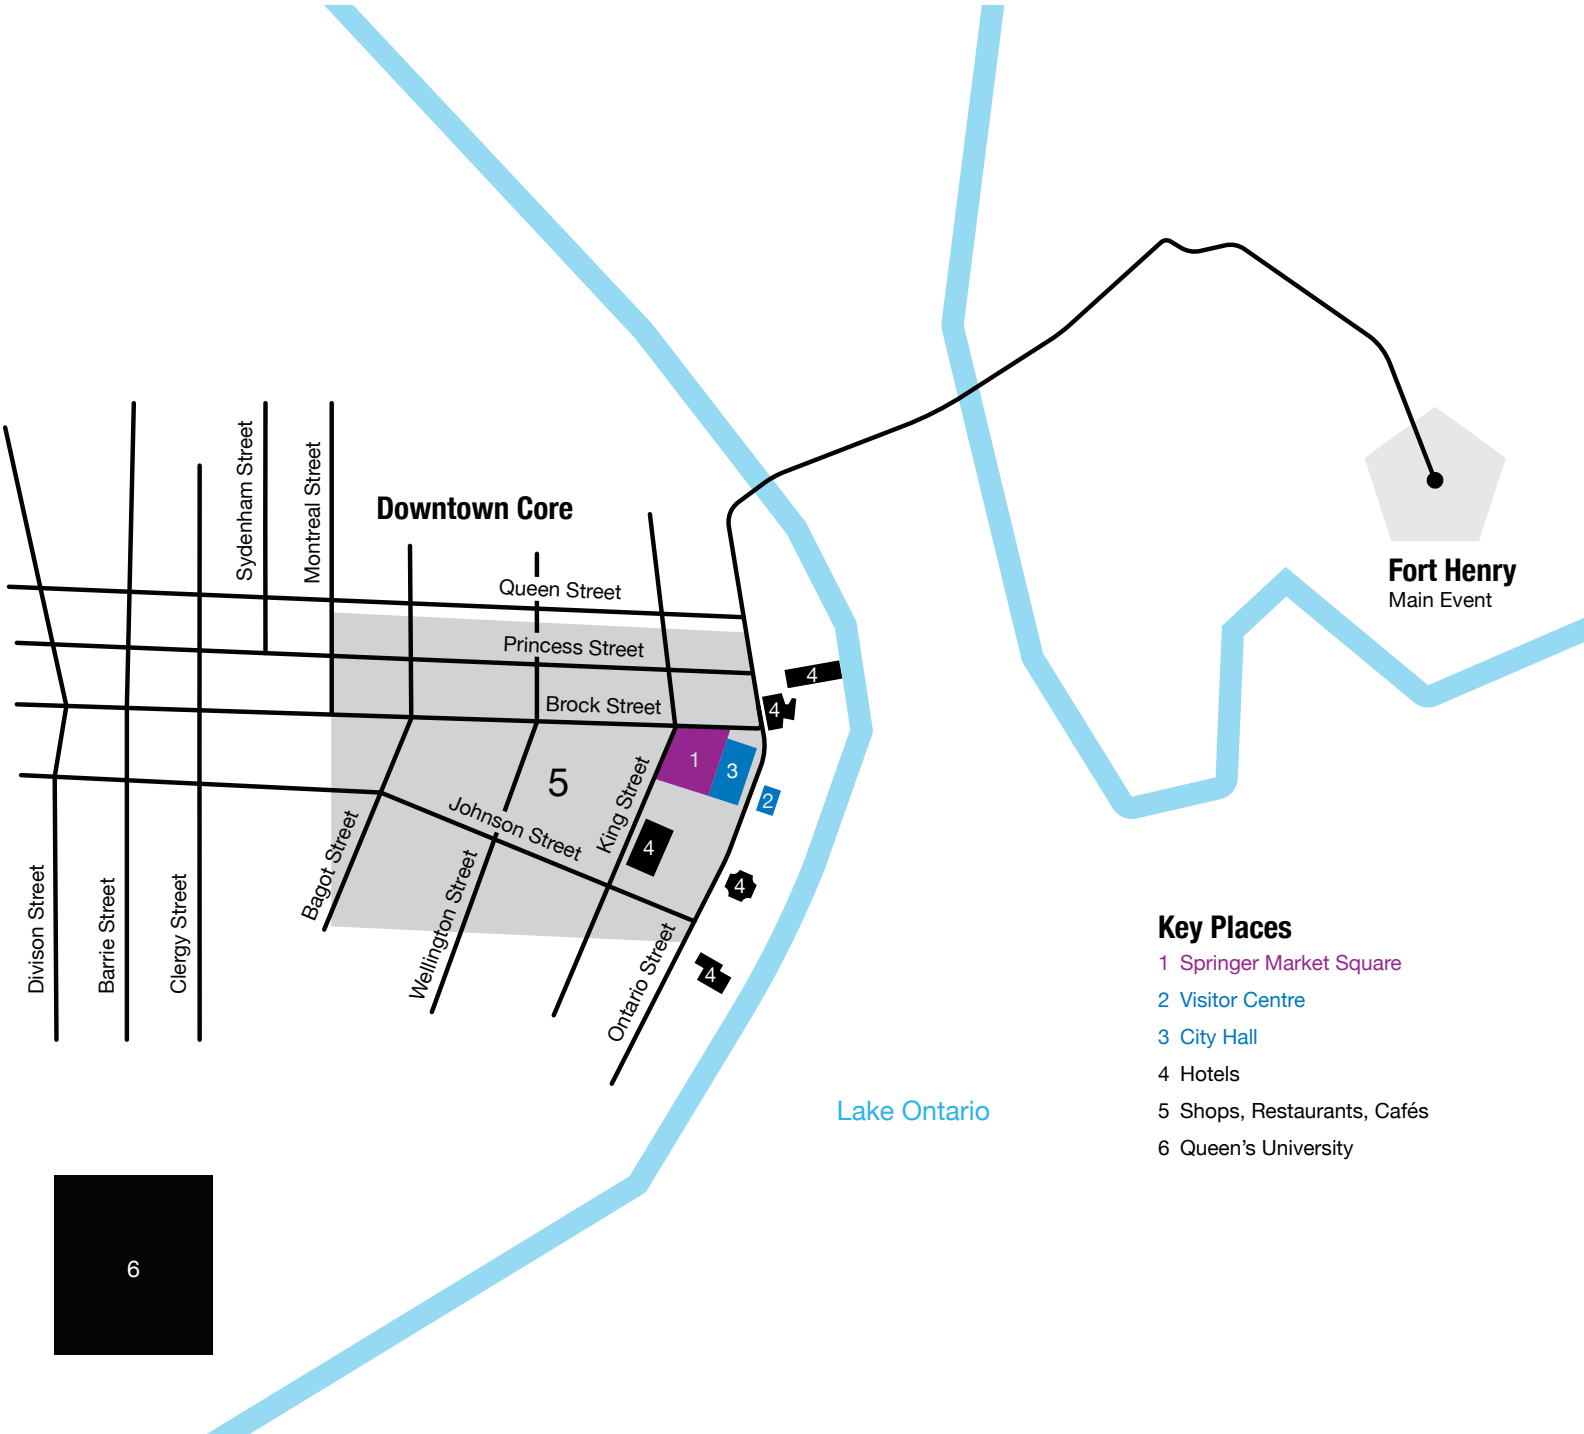 Sydenham Street
Montreal Street
Downtown Core
Queen Street
Princess Street
Brock Street
4
4
1
3
2
5
King Street
Johnson Street
4
4
4
Bagot Street
Wellington Street
Ontario Street
Divison Street
Barrie Street
Clergy Street
Fort Henry
Main Event
Lake Ontario
6
Key Places
1 Springer Market Square
2 Visitor Centre
3 City Hall
4 Hotels
5 Shops, Restaurants, Cafés
6 Queen's University